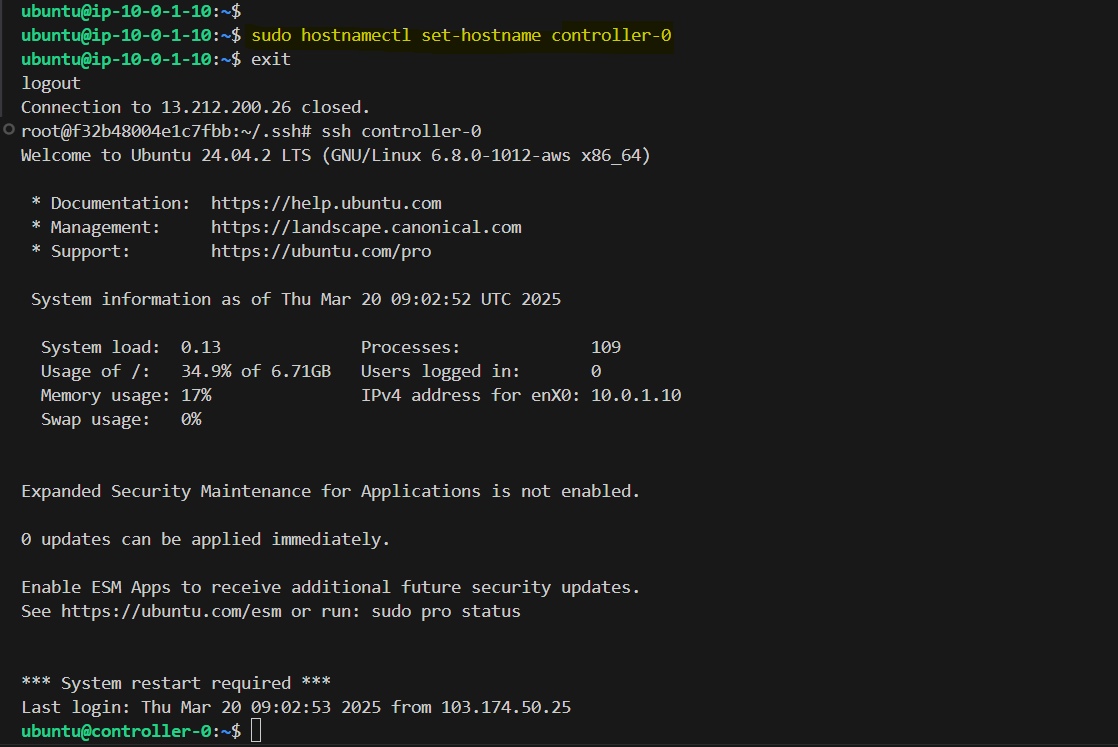 ubuntu@ip-10-0-1-10:~$
ubuntu@ip-10-0-1-10:~$ sudo hostnamectl set-hostname controller-0
ubuntu@ip-10-0-1-10:~$ exit
logout
Connection to 13.212.200.26 closed.
root@f32b48004e1c7fbb:~/.ssh# ssh controller-0
Welcome to Ubuntu 24.04.2 LTS (GNU/Linux 6.8.0-1012-aws x86_64)
* Documentation:  https://help.ubuntu.com
* Management:     https://landscape.canonical.com
* Support:        https://ubuntu.com/pro
System information as of Thu Mar 20 09:02:52 UTC 2025
System load:  0.13               Processes:             109
Usage of /:   34.9% of 6.71GB   Users logged in:       0
Memory usage: 17%                IPv4 address for enX0: 10.0.1.10
Swap usage:   0%
Expanded Security Maintenance for Applications is not enabled.
0 updates can be applied immediately.
Enable ESM Apps to receive additional future security updates.
See https://ubuntu.com/esm or run: sudo pro status
*** System restart required ***
Last login: Thu Mar 20 09:02:53 2025 from 103.174.50.25
ubuntu@controller-0:~$